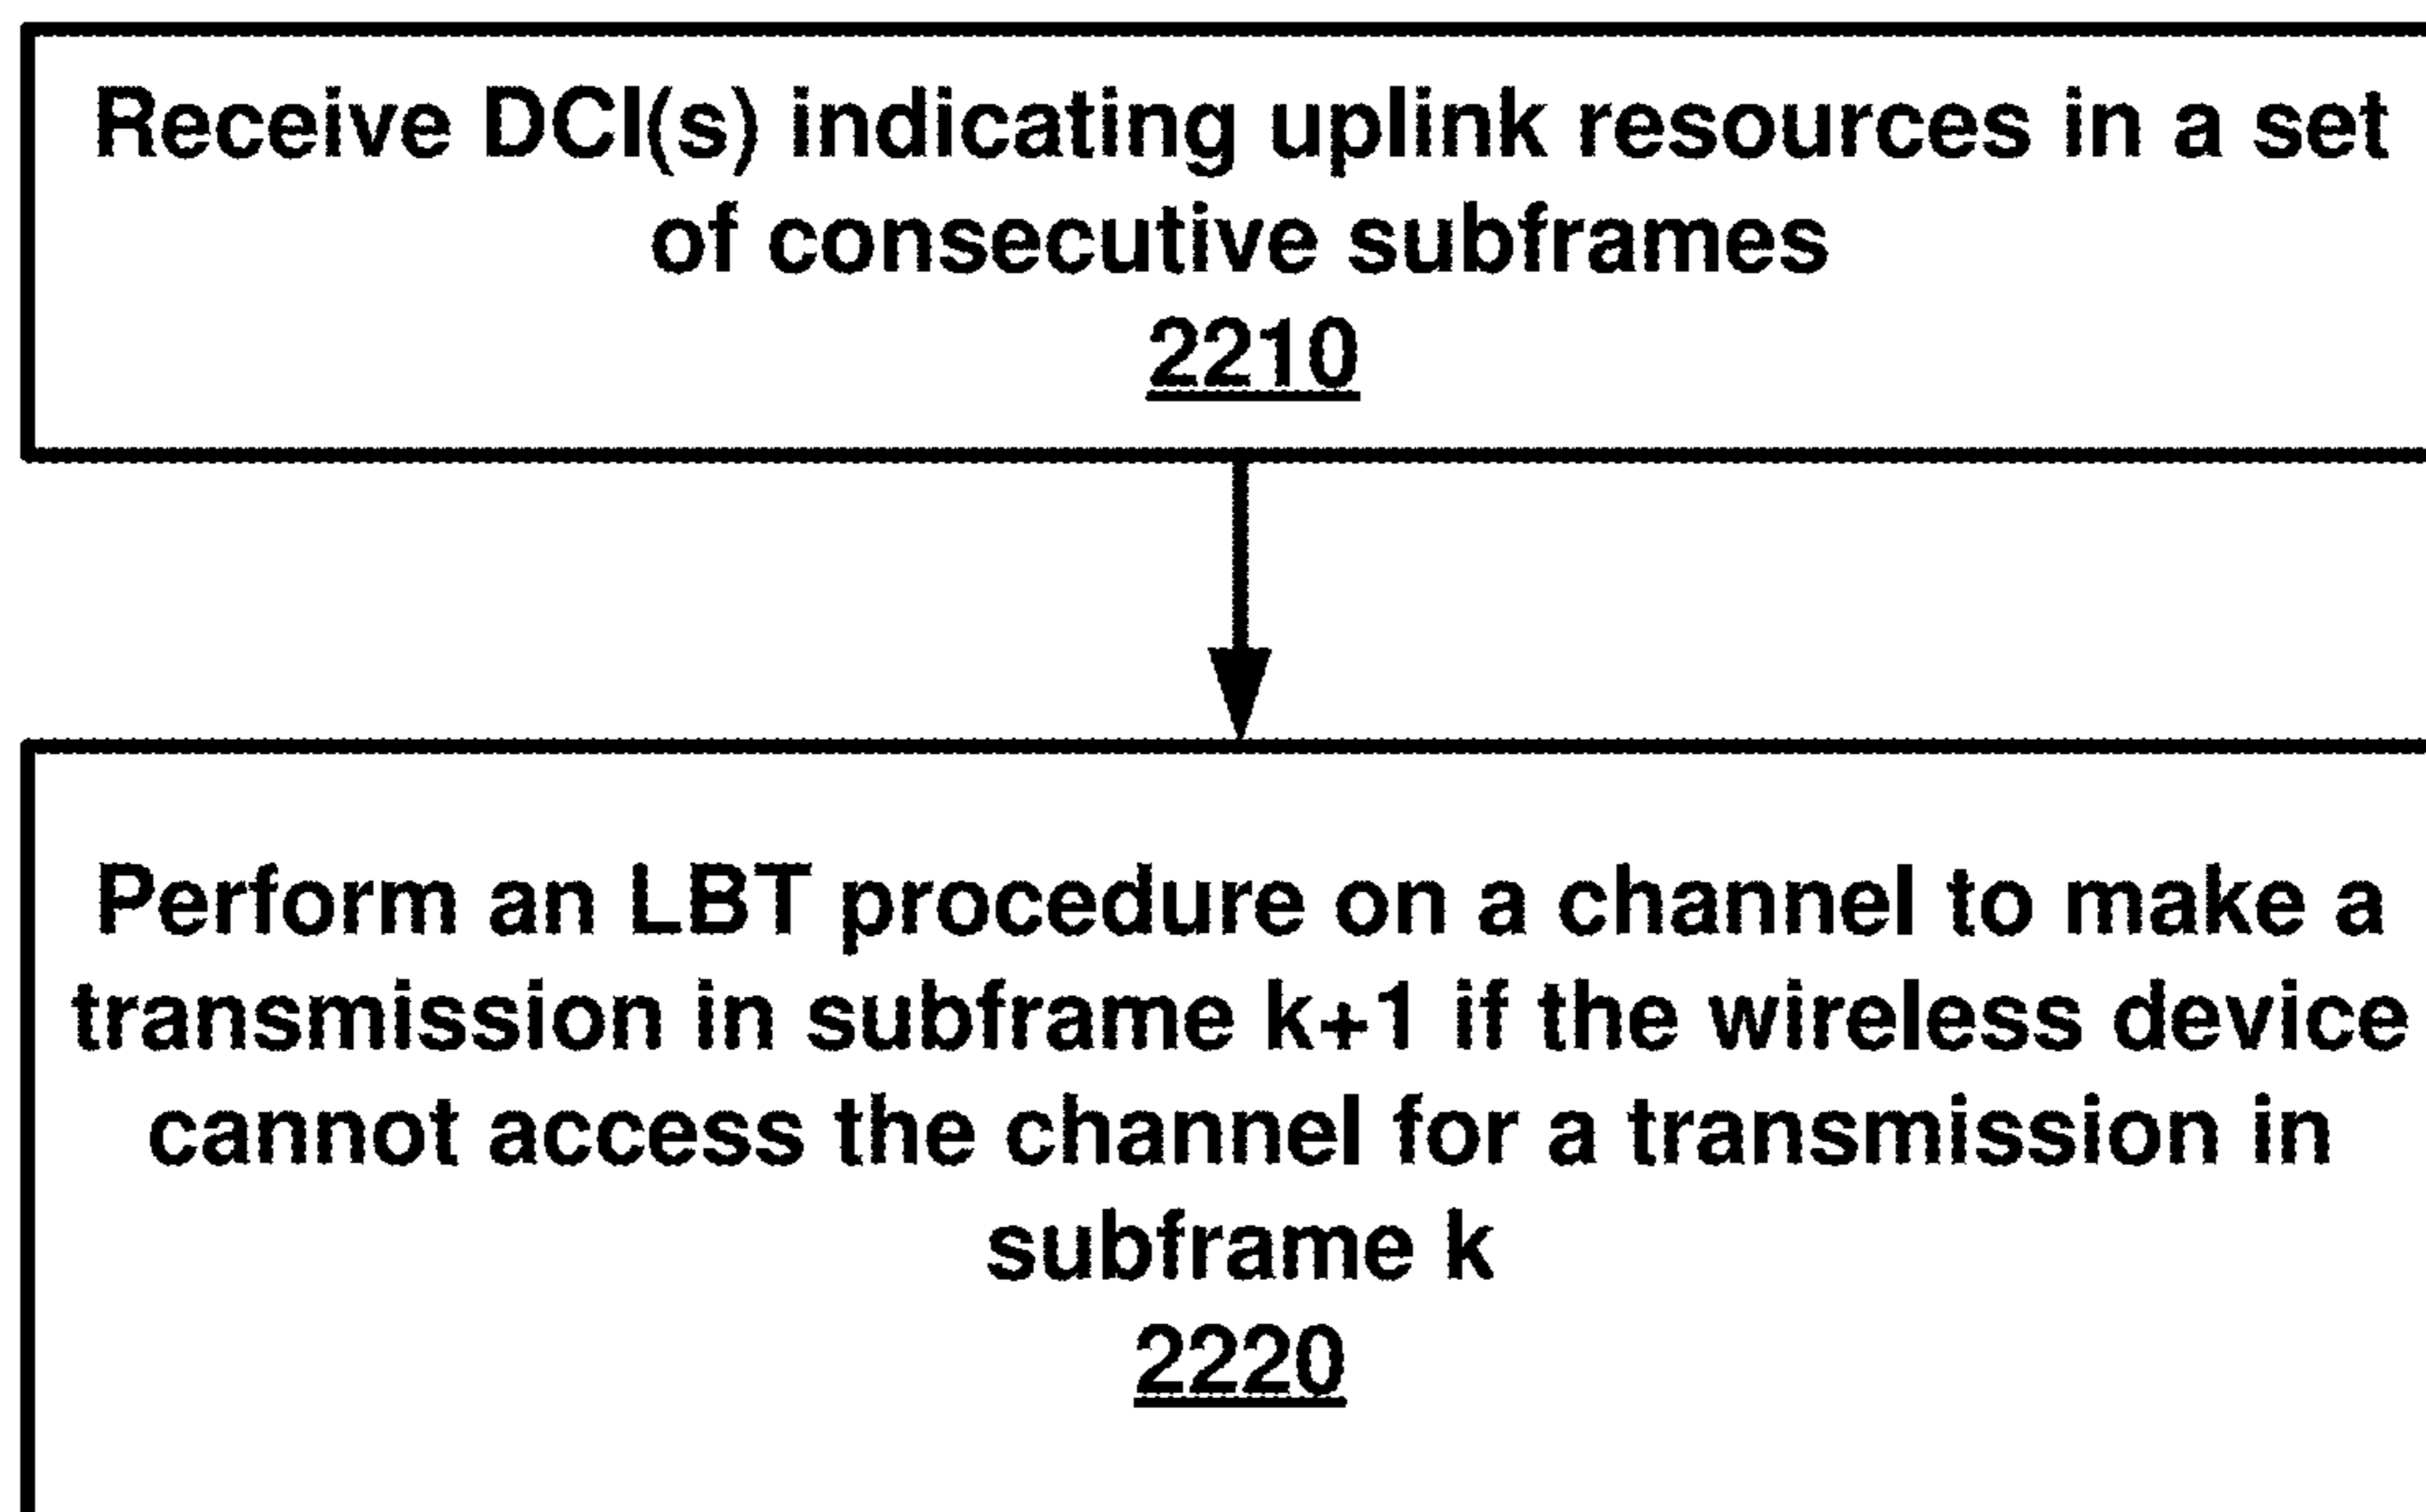 Receive DCI(s) indicating uplink resources in a set
of consecutive subframes
2210
Perform an LBT procedure on a channel to make a
transmission in subframe k+1 if the wireless device
cannot access the channel for a transmission in
subframe k
2220